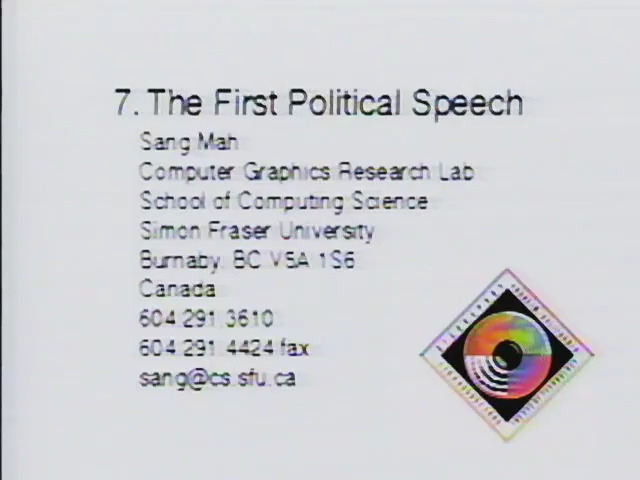 7. The First Political Speech
Sang Mah
Computer Graphics Research Lab
School of Computing Science
Simon Fraser University
Burnaby, BC V5A 1S6
Canada
604.291.3610
604.291.4424 fax
sang@cs.sfu.ca